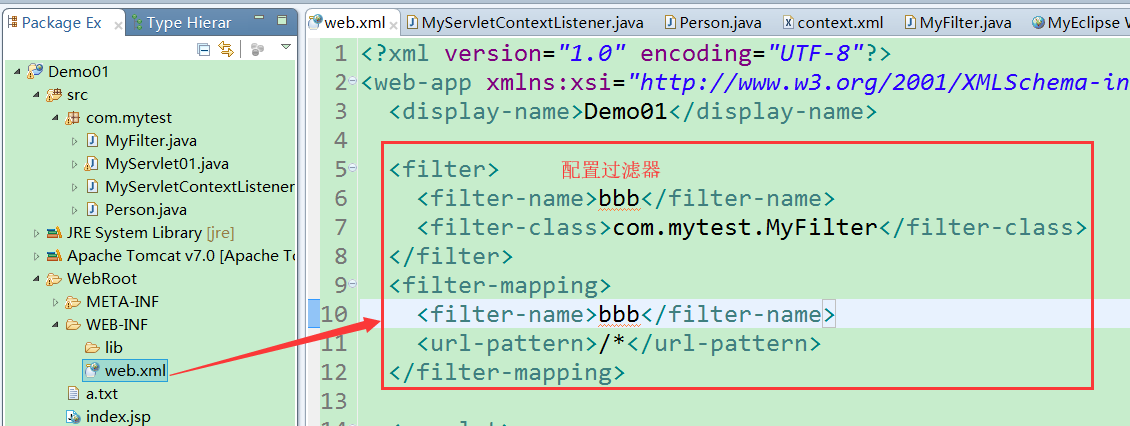 Package Ex
Type Hierar
Demo01
src
com.mytest
MyFilter.java
MyServlet01.java
MyServletContextListener
Person.java
JRE System Library [jre]
Apache Tomcat v7.0 [Apache To
WebRoot
META-INF
WEB-INF
lib
web.xml
a.txt
index.jsp
web.xml MyServletContextListener.java Person.java context.xml MyFilter.java MyEclipse W
1 <?xml version="1.0" encoding="UTF-8"?>
2 <web-app xmlns:xsi="http://www.w3.org/2001/XMLSchema-in
3 <display-name>Demo01</display-name>
4
5 <filter> 配置过滤器
6 <filter-name>bbb</filter-name>
7 <filter-class>com.mytest.MyFilter</filter-class>
8 </filter>
9 <filter-mapping>
10 <filter-name>bbb</filter-name>
11 <url-pattern>/*</url-pattern>
12 </filter-mapping>
13